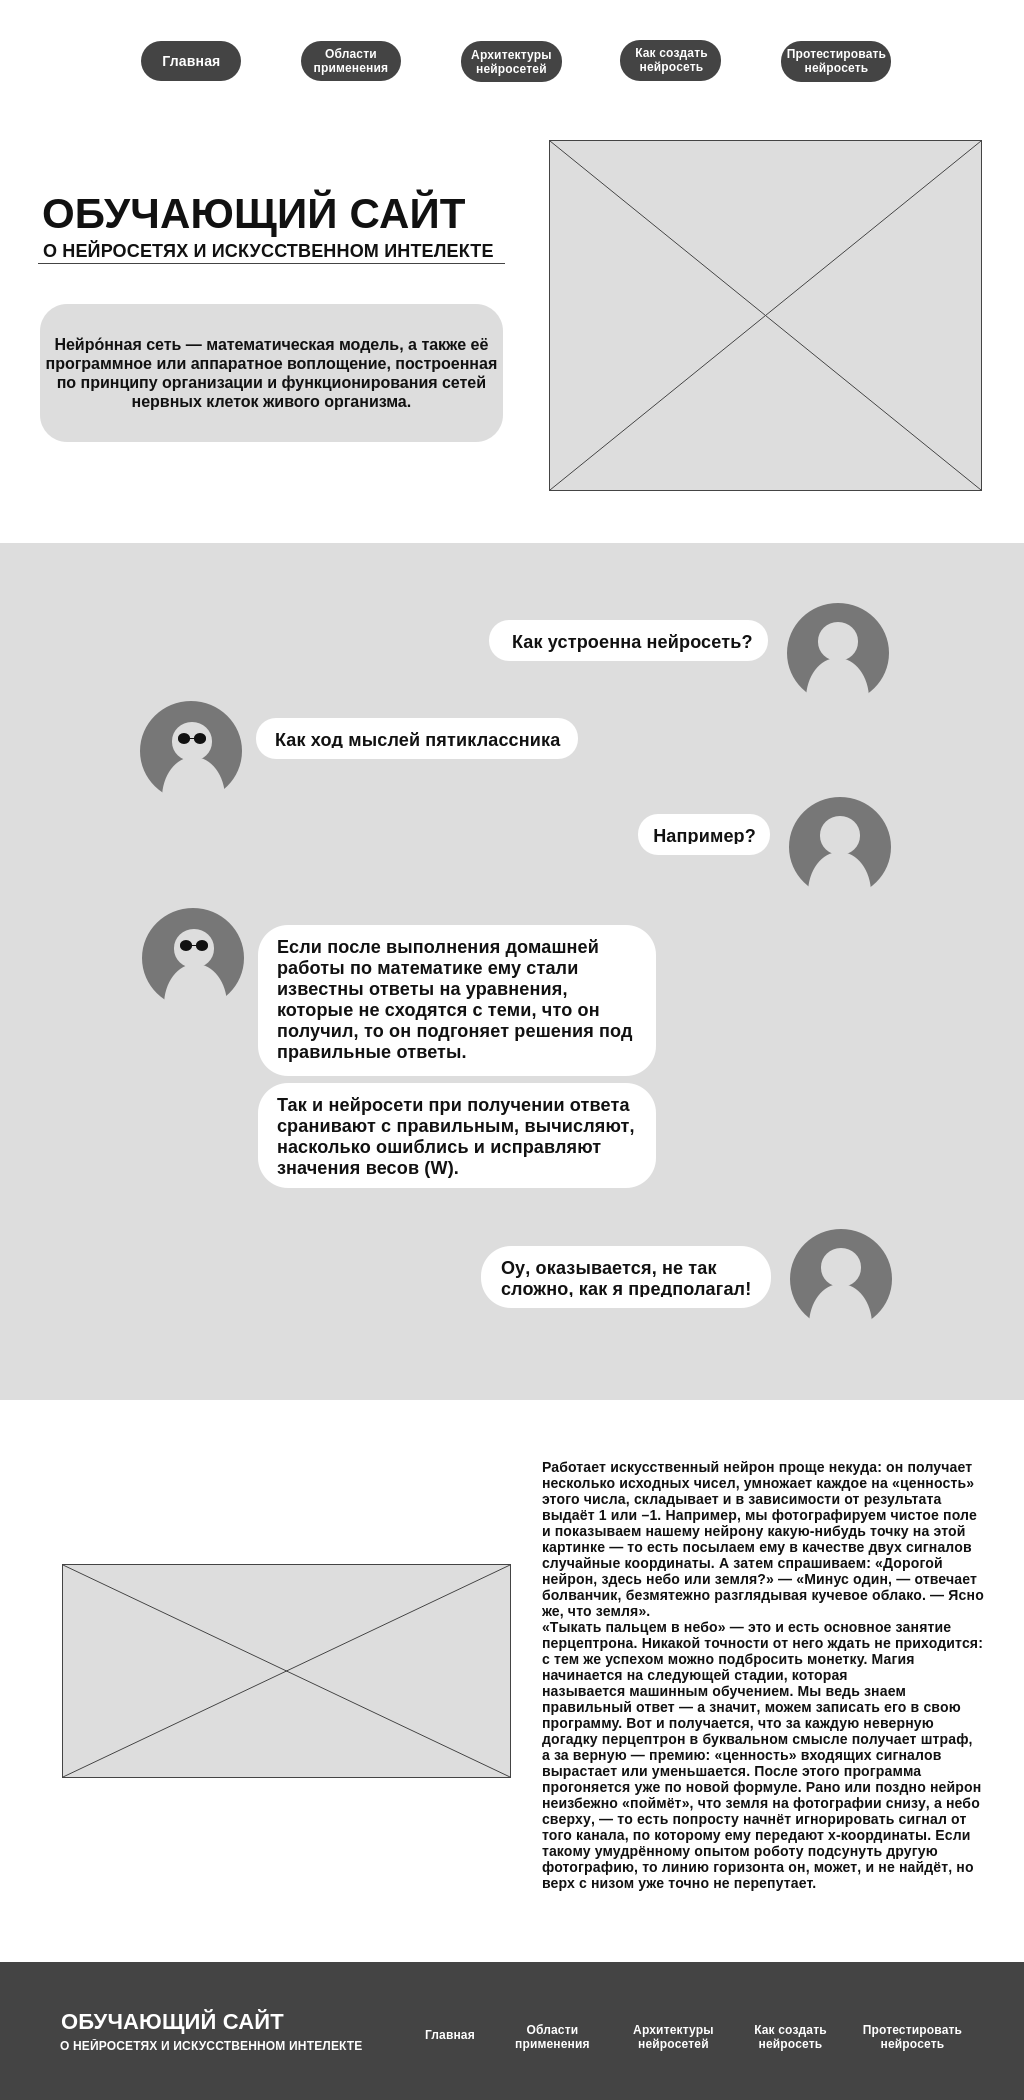 Главная
Области
применения
Архитектуры
нейросетей
Как создать
нейросеть
Протестировать
нейросеть
ОБУЧАЮЩИЙ САЙТ
О НЕЙРОСЕТЯХ И ИСКУССТВЕННОМ ИНТЕЛЕКТЕ
Нейро́нная сеть — математическая модель, а также её
программное или аппаратное воплощение, построенная
по принципу организации и функционирования сетей
нервных клеток живого организма.
Как устроенна нейросеть?
Как ход мыслей пятиклассника
Например?
Если после выполнения домашней
работы по математике ему стали
известны ответы на уравнения,
которые не сходятся с теми, что он
получил, то он подгоняет решения под
правильные ответы.
Так и нейросети при получении ответа
сранивают с правильным, вычисляют,
насколько ошиблись и исправляют
значения весов (W).
Оу, оказывается, не так
сложно, как я предполагал!
Работает искусственный нейрон проще некуда: он получает
несколько исходных чисел, умножает каждое на «ценность»
этого числа, складывает и в зависимости от результата
выдаёт 1 или –1. Например, мы фотографируем чистое поле
и показываем нашему нейрону какую-нибудь точку на этой
картинке — то есть посылаем ему в качестве двух сигналов
случайные координаты. А затем спрашиваем: «Дорогой
нейрон, здесь небо или земля?» — «Минус один, — отвечает
болванчик, безмятежно разглядывая кучевое облако. — Ясно
же, что земля».
«Тыкать пальцем в небо» — это и есть основное занятие
перцептрона. Никакой точности от него ждать не приходится:
с тем же успехом можно подбросить монетку. Магия
начинается на следующей стадии, которая
называется машинным обучением. Мы ведь знаем
правильный ответ — а значит, можем записать его в свою
программу. Вот и получается, что за каждую неверную
догадку перцептрон в буквальном смысле получает штраф,
а за верную — премию: «ценность» входящих сигналов
вырастает или уменьшается. После этого программа
прогоняется уже по новой формуле. Рано или поздно нейрон
неизбежно «поймёт», что земля на фотографии снизу, а небо
сверху, — то есть попросту начнёт игнорировать сигнал от
того канала, по которому ему передают x-координаты. Если
такому умудрённому опытом роботу подсунуть другую
фотографию, то линию горизонта он, может, и не найдёт, но
верх с низом уже точно не перепутает.
ОБУЧАЮЩИЙ САЙТ
О НЕЙРОСЕТЯХ И ИСКУССТВЕННОМ ИНТЕЛЕКТЕ
Главная
Области
применения
Архитектуры
нейросетей
Как создать
нейросеть
Протестировать
нейросеть